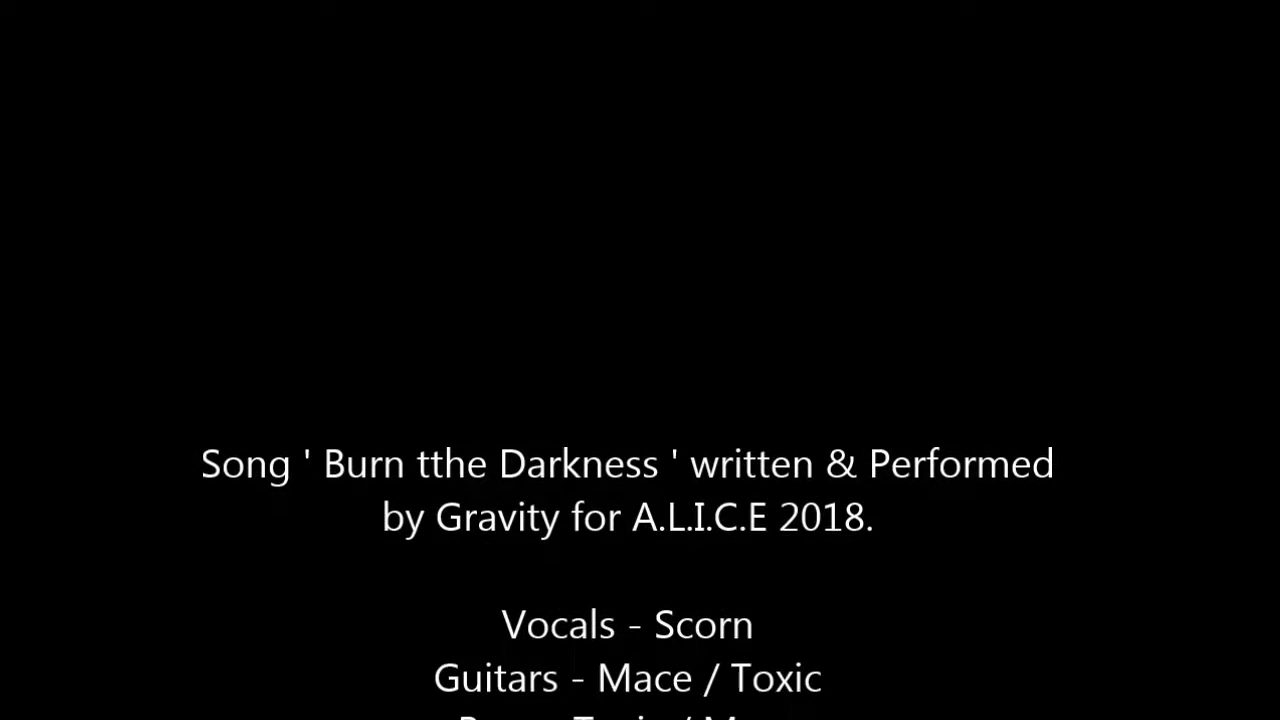 Song ' Burn tthe Darkness ' written & Performed
by Gravity for A.L.I.C.E 2018.
Vocals - Scorn
Guitars - Mace / Toxic